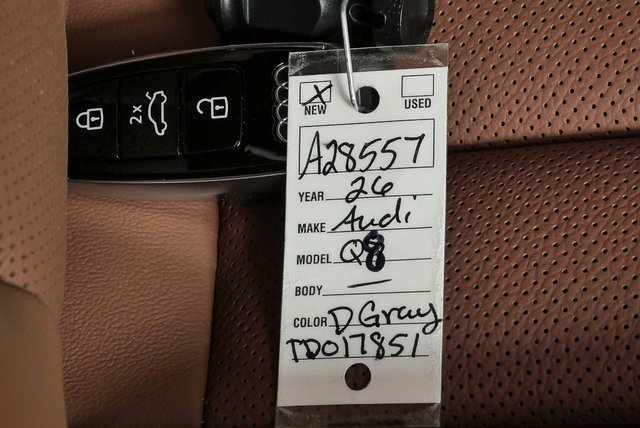 2x
X
NEW USED
A28557
YEAR 26
MAKE Audi
MODEL Q8
BODY —
COLOR D Gray
TD017851